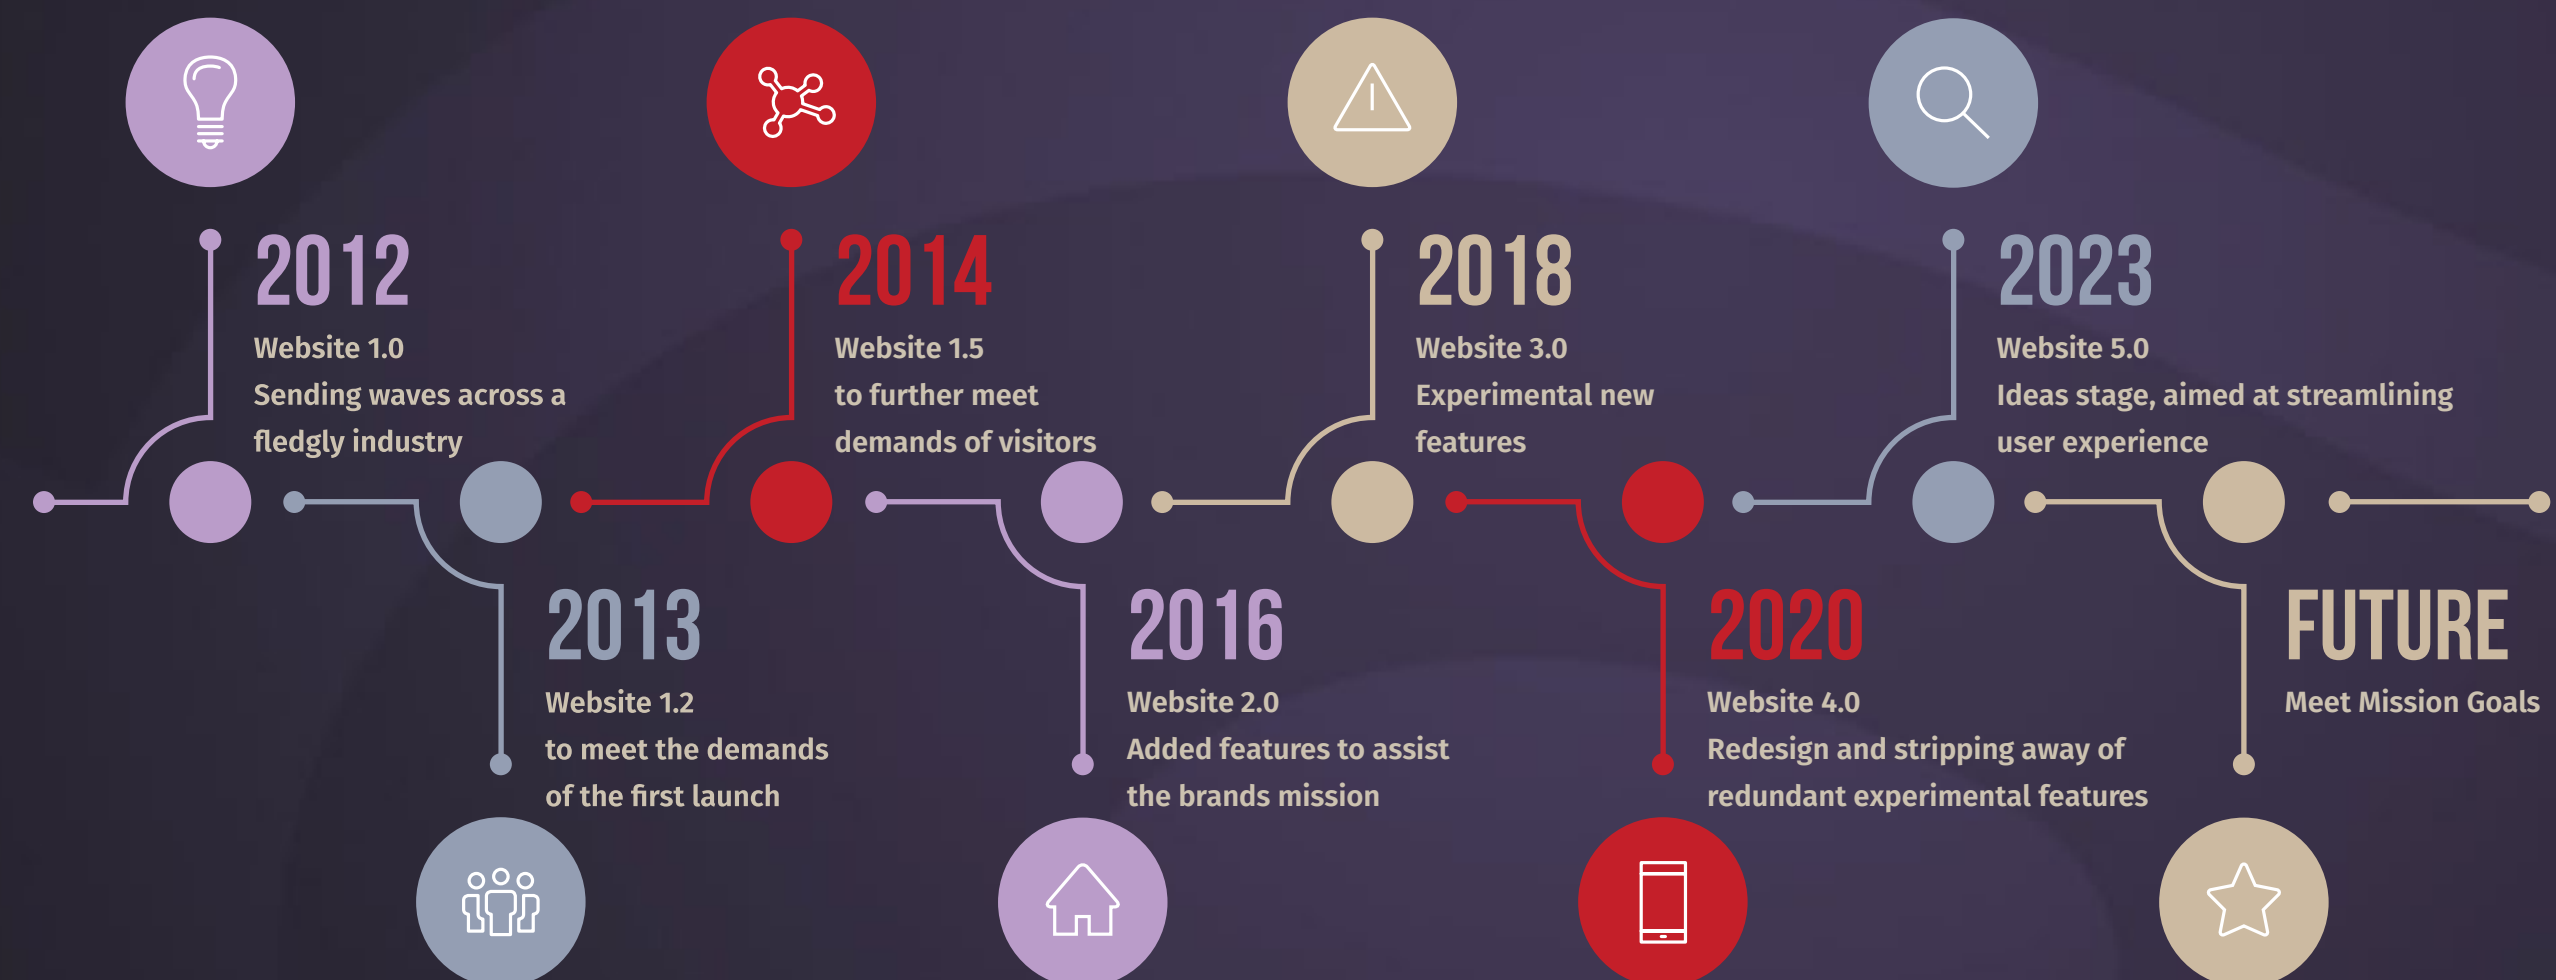 2012
Website 1.0
Sending waves across a
fledgly industry
2013
Website 1.2
to meet the demands
of the first launch
2014
Website 1.5
to further meet
demands of visitors
2016
Website 2.0
Added features to assist
the brands mission
2018
Website 3.0
Experimental new
features
2020
Website 4.0
Redesign and stripping away of
redundant experimental features
2023
Website 5.0
Ideas stage, aimed at streamlining
user experience
FUTURE
Meet Mission Goals